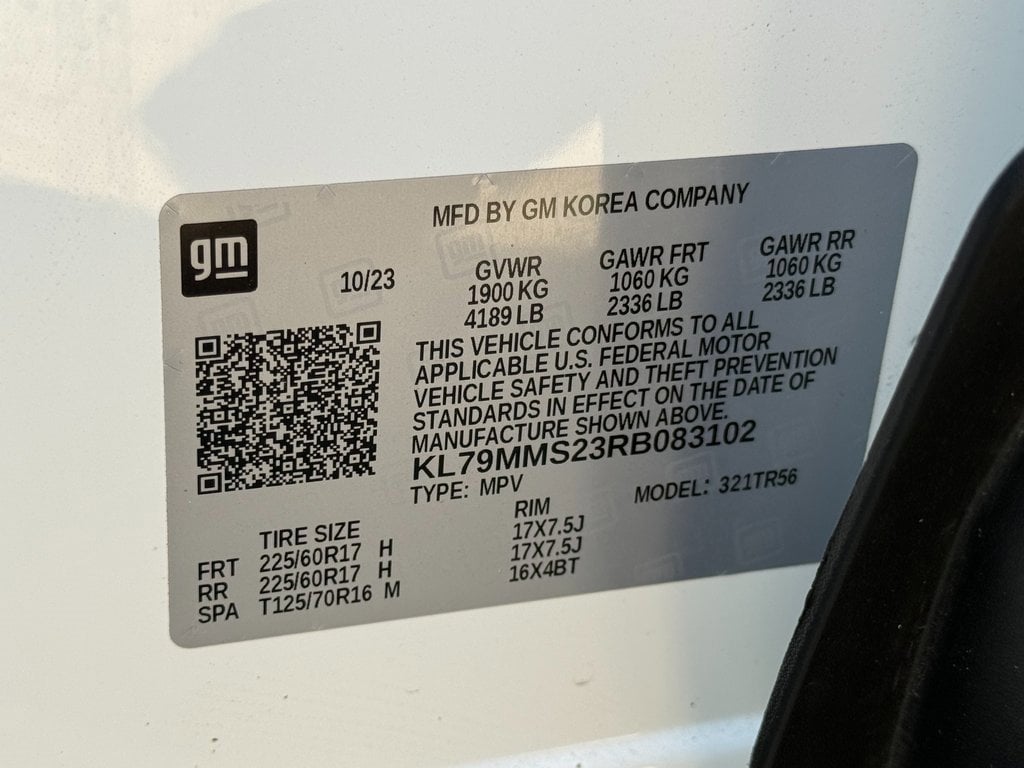 gm
MFD BY GM KOREA COMPANY
10/23
GVWR GAWR FRT GAWR RR
1900 KG 1060 KG 1060 KG
4189 LB 2336 LB 2336 LB
THIS VEHICLE CONFORMS TO ALL
APPLICABLE U.S. FEDERAL MOTOR
VEHICLE SAFETY AND THEFT PREVENTION
STANDARDS IN EFFECT ON THE DATE OF
MANUFACTURE SHOWN ABOVE.
KL79MMS23RB083102
TYPE: MPV MODEL: 321TR56
TIRE SIZE RIM
FRT 225/60R17 H 17X7.5J
RR 225/60R17 H 17X7.5J
SPA T125/70R16 M 16X4BT